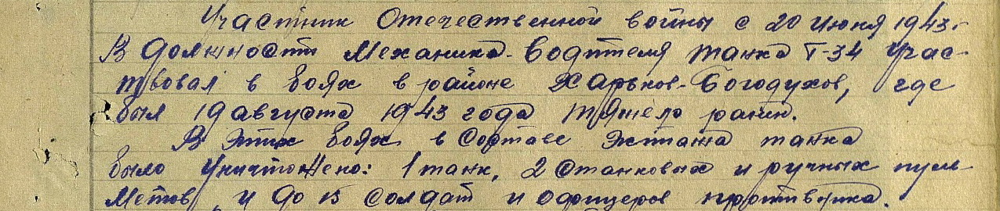 Участник Отечественной войны с 20 июня 1943 г.
В должности Механика-водителя танка Т-34 учас-
твовал в боях в районе Харьков-Богодухов, где
был 19 августа 1943 года тяжело ранен.
В этих боях в составе экипажа танка
было уничтожено: 1 танк, 2 станковых и ручных пуле-
метов и до 15 солдат и офицеров противника.